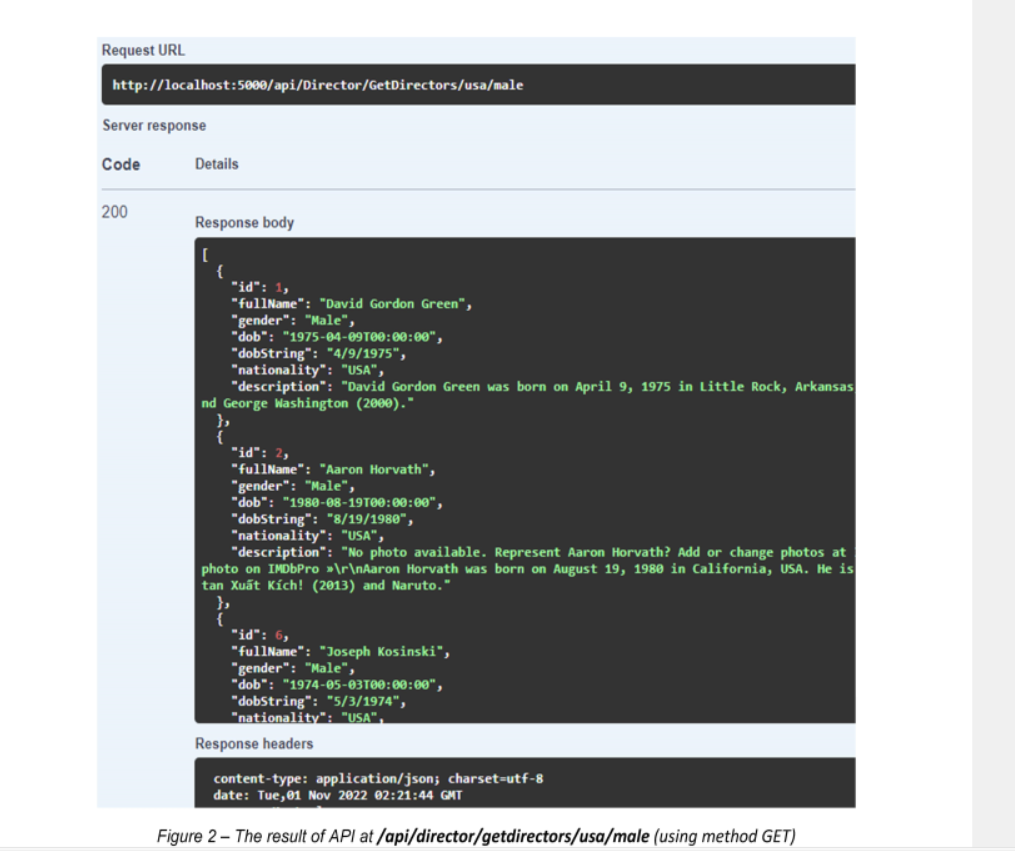 Request URL
http://localhost:5000/api/Director/GetDirectors/usa/male
Server response
Code Details
200
Response body
[
{
"id": 1,
"fullName": "David Gordon Green",
"gender": "Male",
"dob": "1975-04-09T00:00:00",
"dobString": "4/9/1975",
"nationality": "USA",
"description": "David Gordon Green was born on April 9, 1975 in Little Rock, Arkansas
nd George Washington (2000)."
},
{
"id": 2,
"fullName": "Aaron Horvath",
"gender": "Male",
"dob": "1980-08-19T00:00:00",
"dobString": "8/19/1980",
"nationality": "USA",
"description": "No photo available. Represent Aaron Horvath? Add or change photos at
photo on IMDbPro »\r\nAaron Horvath was born on August 19, 1980 in California, USA. He is
tan Xuất Kích! (2013) and Naruto."
},
{
"id": 6,
"fullName": "Joseph Kosinski",
"gender": "Male",
"dob": "1974-05-03T00:00:00",
"dobString": "5/3/1974",
"nationality": "USA",
Response headers
content-type: application/json; charset=utf-8
date: Tue,01 Nov 2022 02:21:44 GMT
Figure 2 – The result of API at /api/director/getdirectors/usa/male (using method GET)